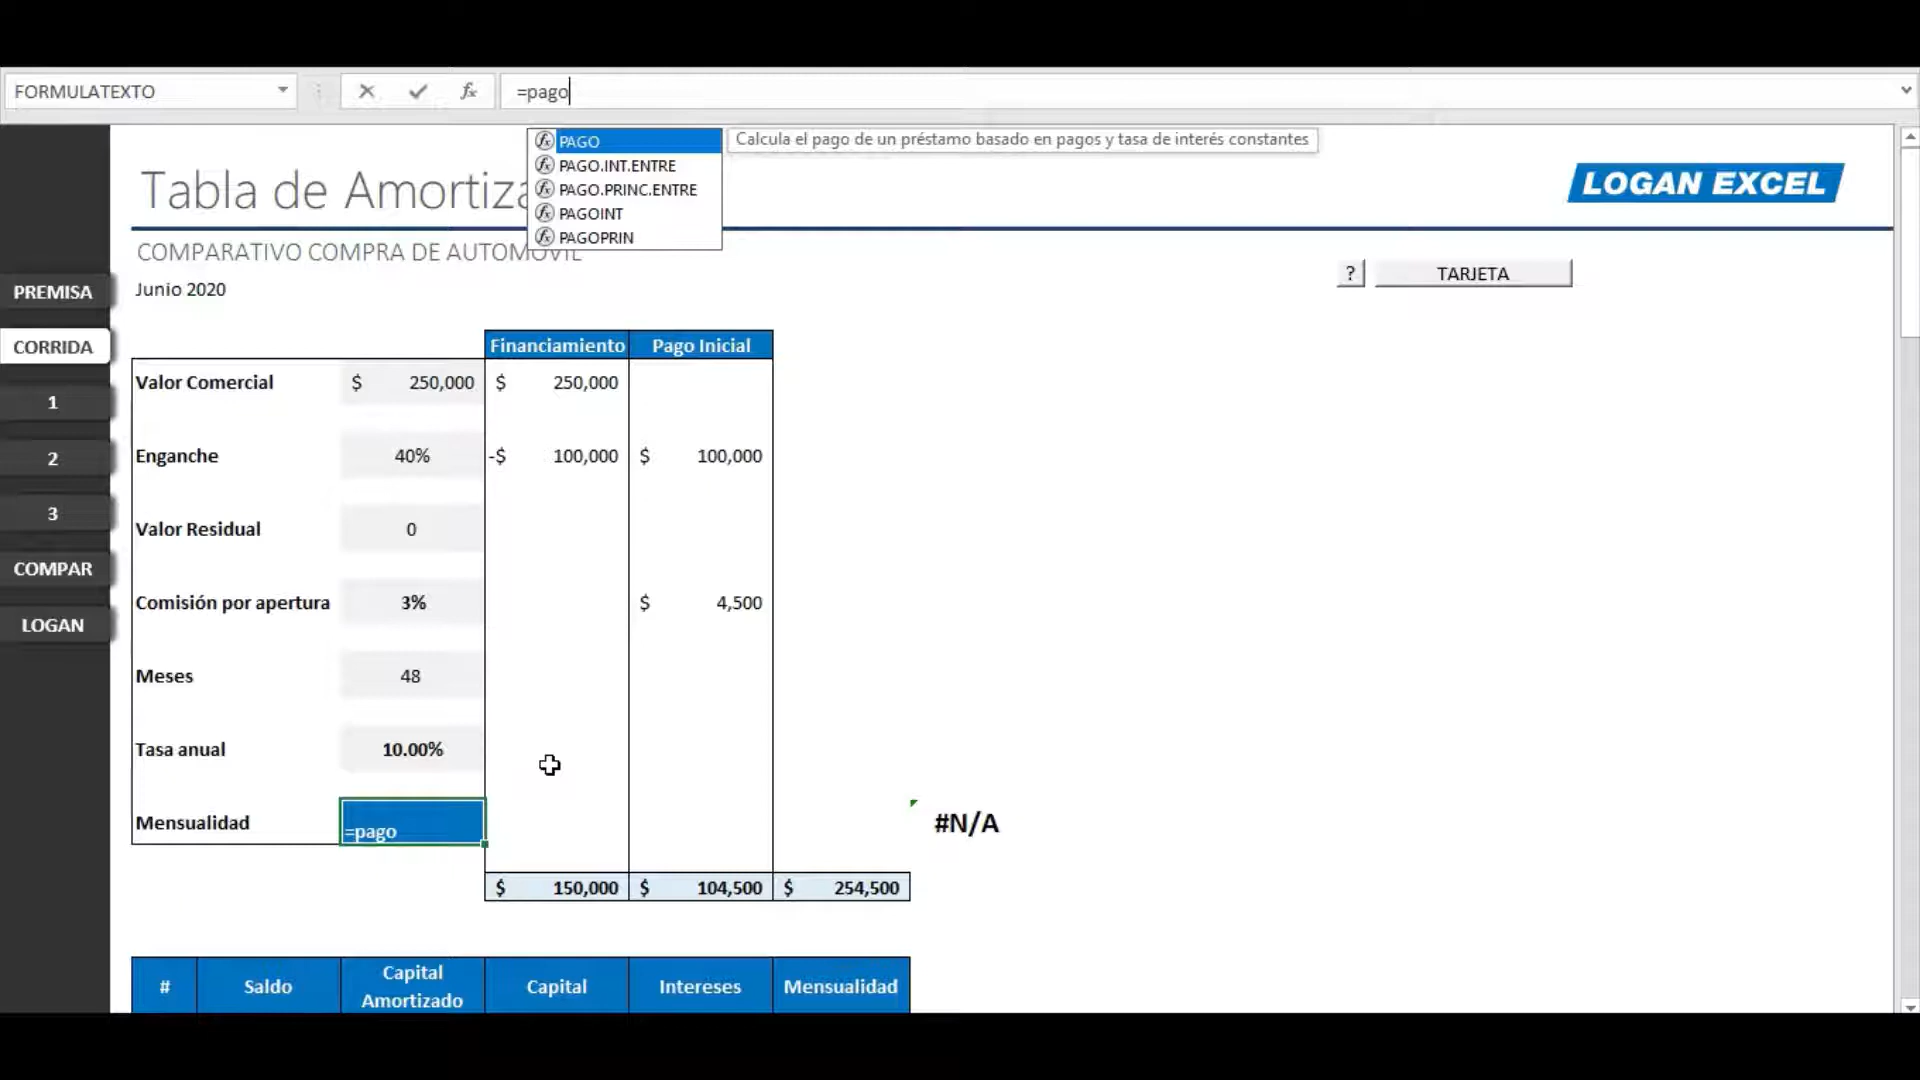 FORMULATEXTO
fx
=pago
PAGO
Calcula el pago de un préstamo basado en pagos y tasa de interés constantes
PAGO.INT.ENTRE
PAGO.PRINC.ENTRE
PAGOINT
PAGOPRIN
Tabla de Amortiza
LOGAN EXCEL
COMPARATIVO COMPRA DE AUTOMOVIL
Junio 2020
?
TARJETA
PREMISA
CORRIDA
1
2
3
COMPAR
LOGAN
Financiamiento Pago Inicial
Valor Comercial $ 250,000 $ 250,000
Enganche 40% -$ 100,000 $ 100,000
Valor Residual 0
Comisión por apertura 3% $ 4,500
Meses 48
Tasa anual 10.00%
Mensualidad =pago #N/A
$ 150,000 $ 104,500 $ 254,500
# Saldo Capital Amortizado Capital Intereses Mensualidad